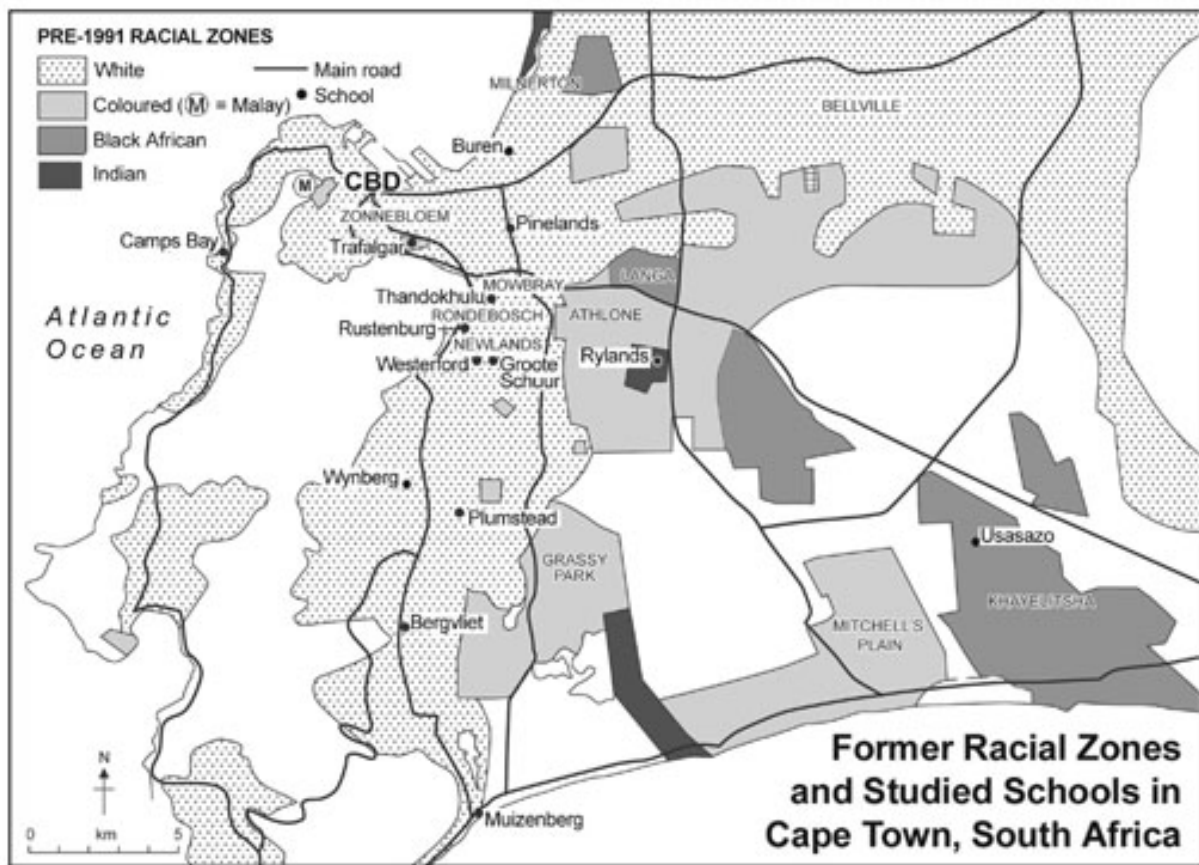 PRE-1991 RACIAL ZONES
White
Main road
Coloured (M = Malay)
School
Black African
Indian
MILNERTON
BELLVILLE
Buren
M
CBD
ZONNEBLOEM
Pinelands
Camps Bay
Trafalgar
LANGA
MOWBRAY
Thandokhulu
Atlantic
Ocean
RONDEBOSCH
ATHLONE
Rustenburg
NEWLANDS
Westerford
Groote
Schuur
Rylands
Wynberg
Plumstead
Usasazo
GRASSY
PARK
KHAYELITSHA
Bergvliet
MITCHELL'S
PLAIN
N
0 5
km
Muizenberg
Former Racial Zones
and Studied Schools in
Cape Town, South Africa